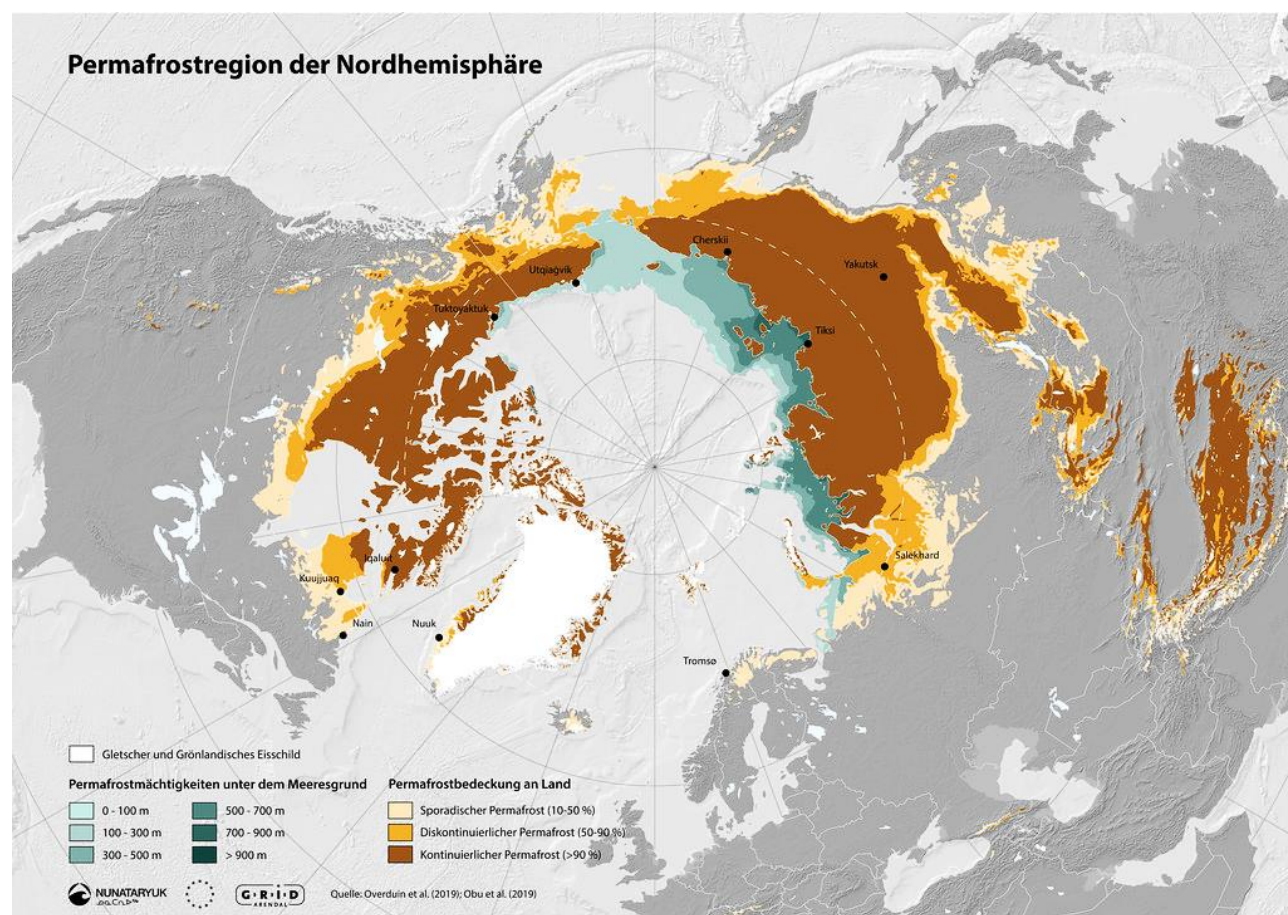 Permafrostregion der Nordhemisphäre
Cherskii
Yakutsk
Utqiaġvik
Tuktoyaktuk
Tiksi
Iqaluit
Salekhard
Kuujjuaq
Nain
Nuuk
Tromsø
Gletscher und Grönlandisches Eisschild
Permafrostmächtigkeiten unter dem Meeresgrund
0 - 100 m
100 - 300 m
300 - 500 m
500 - 700 m
700 - 900 m
> 900 m
Permafrostbedeckung an Land
Sporadischer Permafrost (10-50 %)
Diskontinuierlicher Permafrost (50-90 %)
Kontinuierlicher Permafrost (>90 %)
NUNATARYUK
G·R·I·D
ARENDAL
Quelle: Overduin et al. (2019); Obu et al. (2019)